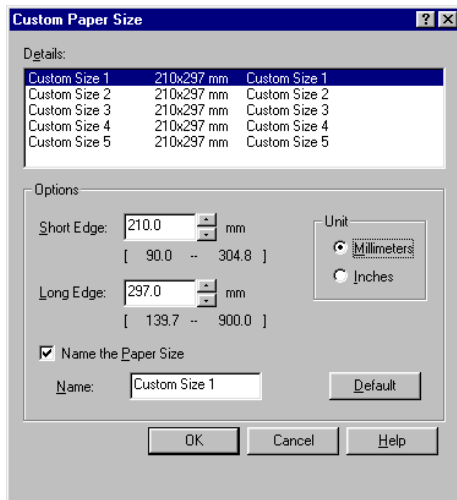 Custom Paper Size
Details:
Custom Size 1 210x297 mm Custom Size 1
Custom Size 2 210x297 mm Custom Size 2
Custom Size 3 210x297 mm Custom Size 3
Custom Size 4 210x297 mm Custom Size 4
Custom Size 5 210x297 mm Custom Size 5
Options
Short Edge: 210.0 mm
[ 90.0 -- 304.8 ]
Long Edge: 297.0 mm
[ 139.7 -- 900.0 ]
Unit
Millimeters
Inches
Name the Paper Size
Name: Custom Size 1
Default
OK Cancel Help